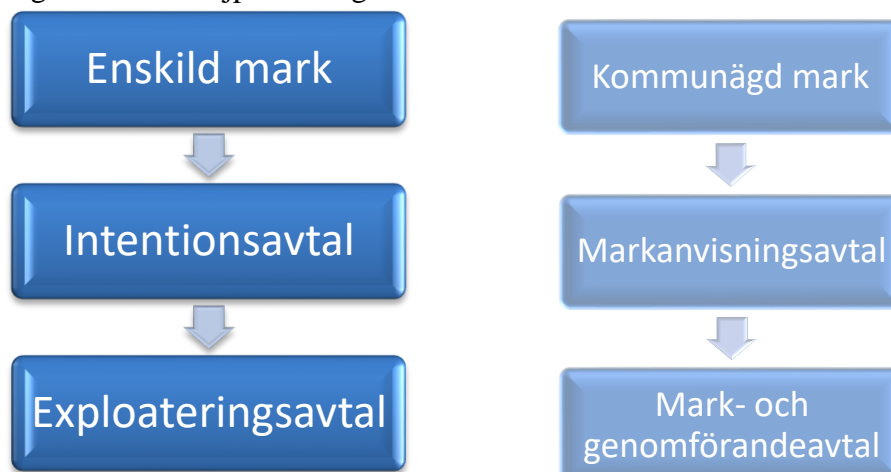 Enskild mark
Intentionsavtal
Exploateringsavtal
Kommunägd mark
Markanvisningsavtal
Mark- och
genomförandeavtal